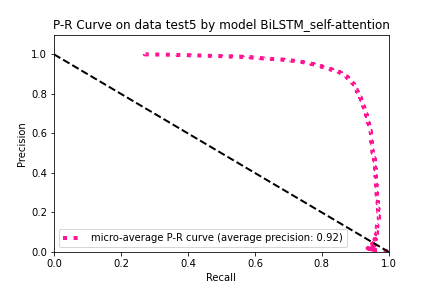 P-R Curve on data test5 by model BiLSTM_self-attention
Precision
1.0
0.8
0.6
0.4
0.2
0.0
micro-average P-R curve (average precision: 0.92)
0.0 0.2 0.4 0.6 0.8 1.0
Recall